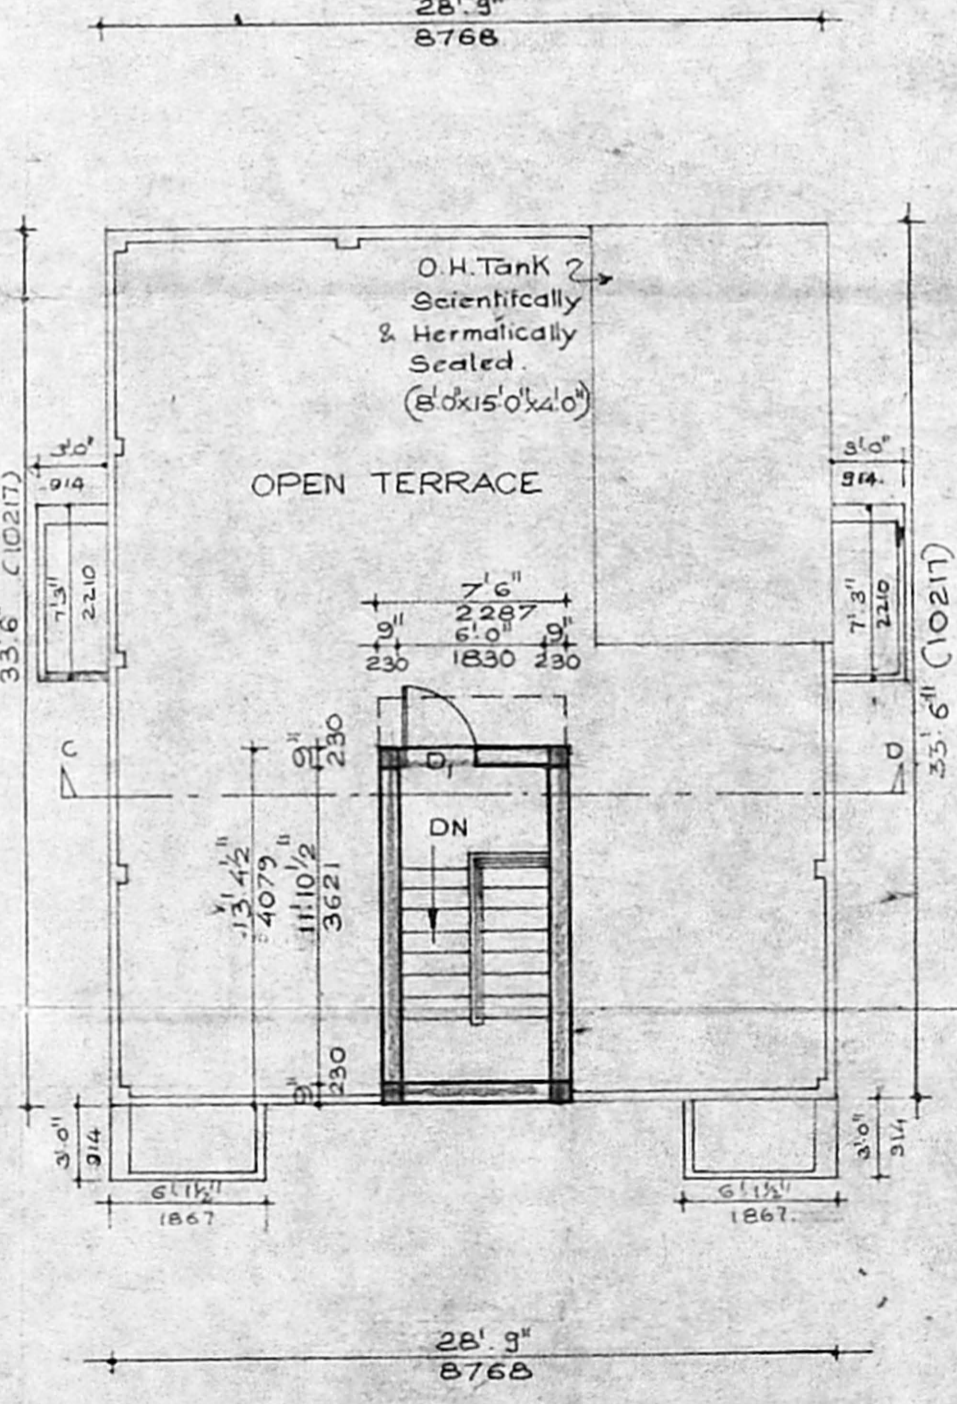 28'.9"
8768
O.H.Tank
Scientifcally
& Hermatically
Sealed.
(8'.0"x15'.0"x4'.0")
3'.0"
914
3'.0"
914.
OPEN TERRACE
33'.6" (10217)
7'.3"
2210
7'.3"
2210
33'.6" (10217)
7'6"
2287
9" 6'.0" 9"
230 1830 230
C
D
9"
230
D1
DN
13'.4½"
4079
11'.10½"
3621
9"
230
3'.0"
914
3'.0"
914
6'.1½"
1867
6'.1½"
1867.
28'.9"
8768